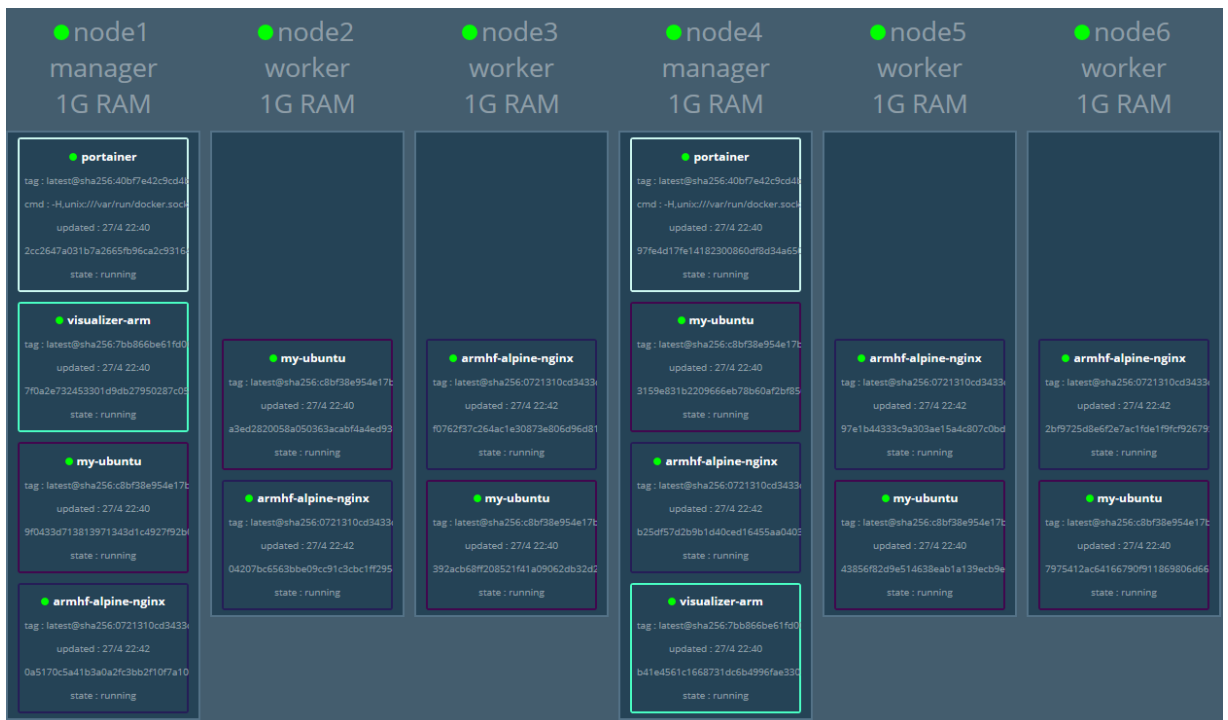 node1
manager
1G RAM
portainer
tag : latest@sha256:40bf7e42c9cd4b
cmd : -H,unix:///var/run/docker.sock
updated : 27/4 22:40
2cc2647a031b7a2665fb96ca2c9316
state : running
visualizer-arm
tag : latest@sha256:7bb866be61fd0
updated : 27/4 22:40
7f0a2e732453301d9db27950287c05
state : running
my-ubuntu
tag : latest@sha256:c8bf38e954e17b
updated : 27/4 22:40
9f0433d713813971343d1c4927f92b
state : running
armhf-alpine-nginx
tag : latest@sha256:0721310cd3433
updated : 27/4 22:42
0a5170c5a41b3a0a2fc3bb2f10f7a10
state : running
node2
worker
1G RAM
my-ubuntu
tag : latest@sha256:c8bf38e954e17b
updated : 27/4 22:40
a3ed2820058a050363acabf4a4ed93
state : running
armhf-alpine-nginx
tag : latest@sha256:0721310cd3433
updated : 27/4 22:42
04207bc6563bbe09cc91c3cbc1ff295
state : running
node3
worker
1G RAM
armhf-alpine-nginx
tag : latest@sha256:0721310cd3433
updated : 27/4 22:42
f0762f37c264ac1e30873e806d96d81
state : running
my-ubuntu
tag : latest@sha256:c8bf38e954e17b
updated : 27/4 22:40
392acb68ff208521f41a09062db32d2
state : running
node4
manager
1G RAM
portainer
tag : latest@sha256:40bf7e42c9cd4b
cmd : -H,unix:///var/run/docker.sock
updated : 27/4 22:40
97fe4d17fe14182300860df8d34a650
state : running
my-ubuntu
tag : latest@sha256:c8bf38e954e17b
updated : 27/4 22:40
3159e831b2209666eb78b60af2bf85
state : running
armhf-alpine-nginx
tag : latest@sha256:0721310cd3433
updated : 27/4 22:42
b25df57d2b9b1d40ced16455aa0403
state : running
visualizer-arm
tag : latest@sha256:7bb866be61fd0
updated : 27/4 22:40
b41e4561c1668731dc6b4996fae330
state : running
node5
worker
1G RAM
armhf-alpine-nginx
tag : latest@sha256:0721310cd3433
updated : 27/4 22:42
97e1b44333c9a303ae15a4c807c0bd
state : running
my-ubuntu
tag : latest@sha256:c8bf38e954e17b
updated : 27/4 22:40
43856f82d9e514638eab1a139ecb9e
state : running
node6
worker
1G RAM
armhf-alpine-nginx
tag : latest@sha256:0721310cd3433
updated : 27/4 22:42
2bf9725d8e6f2e7ac1fde1f9fcf92679
state : running
my-ubuntu
tag : latest@sha256:c8bf38e954e17b
updated : 27/4 22:40
7975412ac64166790f911869806d66
state : running